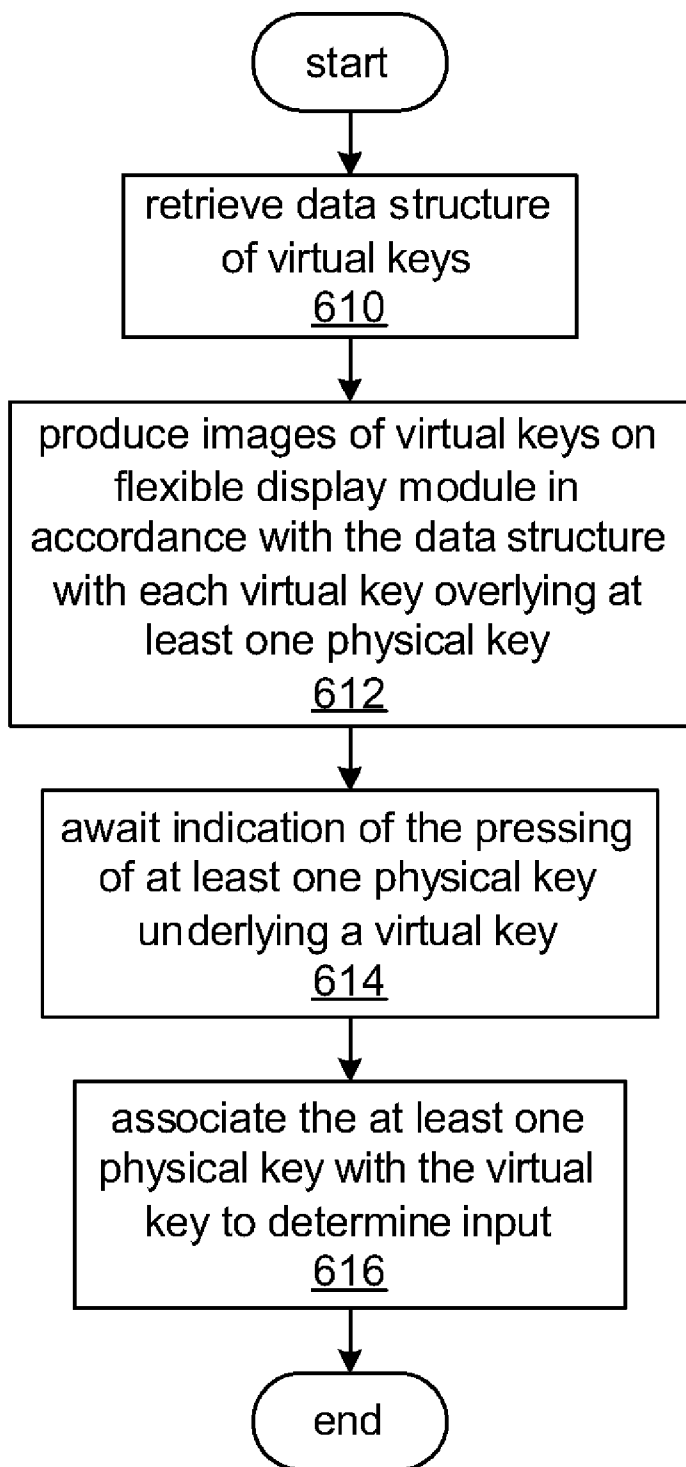 start
retrieve data structure
of virtual keys
610
produce images of virtual keys on
flexible display module in
accordance with the data structure
with each virtual key overlying at
least one physical key
612
await indication of the pressing
of at least one physical key
underlying a virtual key
614
associate the at least one
physical key with the virtual
key to determine input
616
end